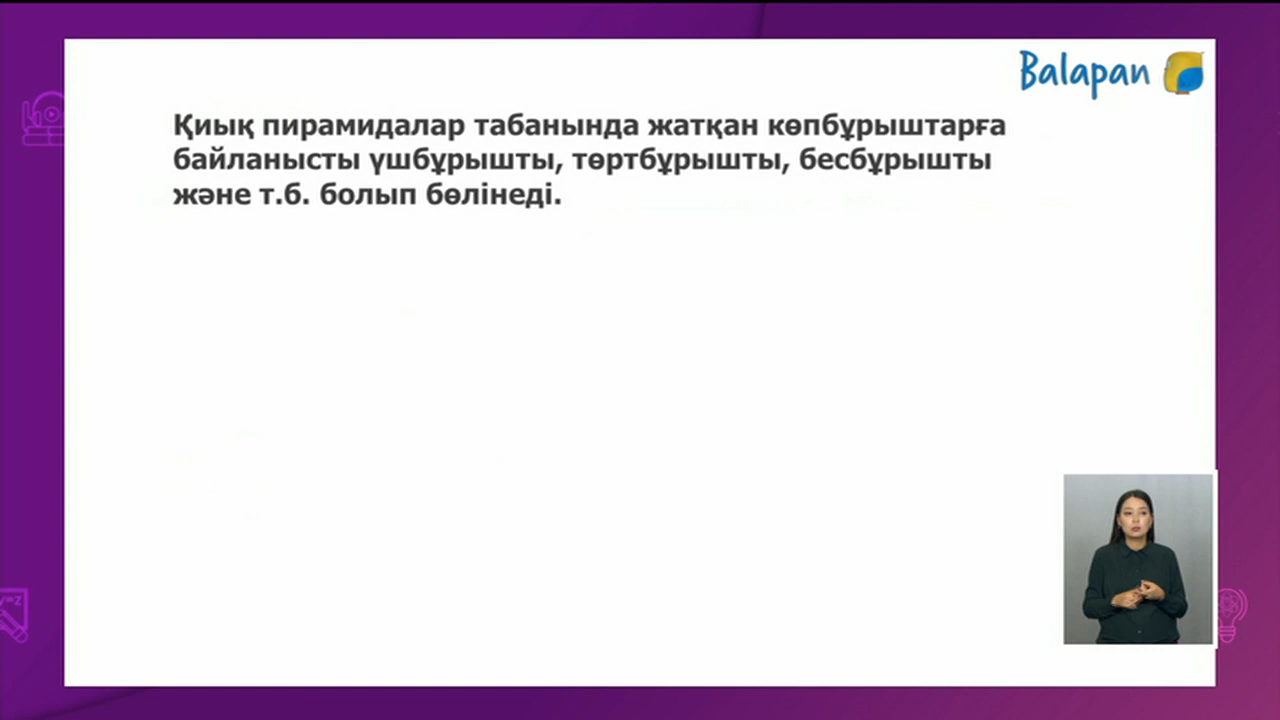 Balapan
Қиық пирамидалар табанында жатқан көпбұрыштарға
байланысты үшбұрышты, төртбұрышты, бесбұрышты
және т.б. болып бөлінеді.